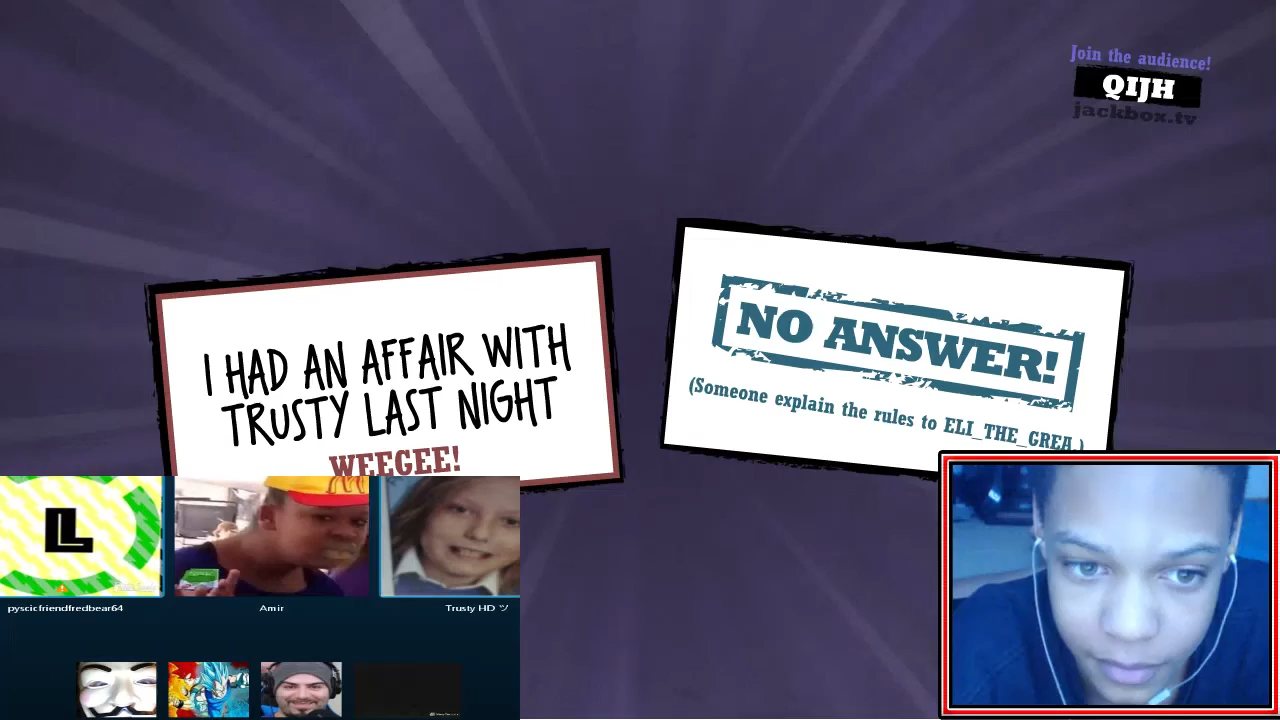 Join the audience!
QIJH
jackbox.tv
I HAD AN AFFAIR WITH
TRUSTY LAST NIGHT
WEEGEE!
NO ANSWER!
(Someone explain the rules to ELI_THE_GREA.)
L
pyscicfriendfredbear64
Amir
Trusty HD ツ